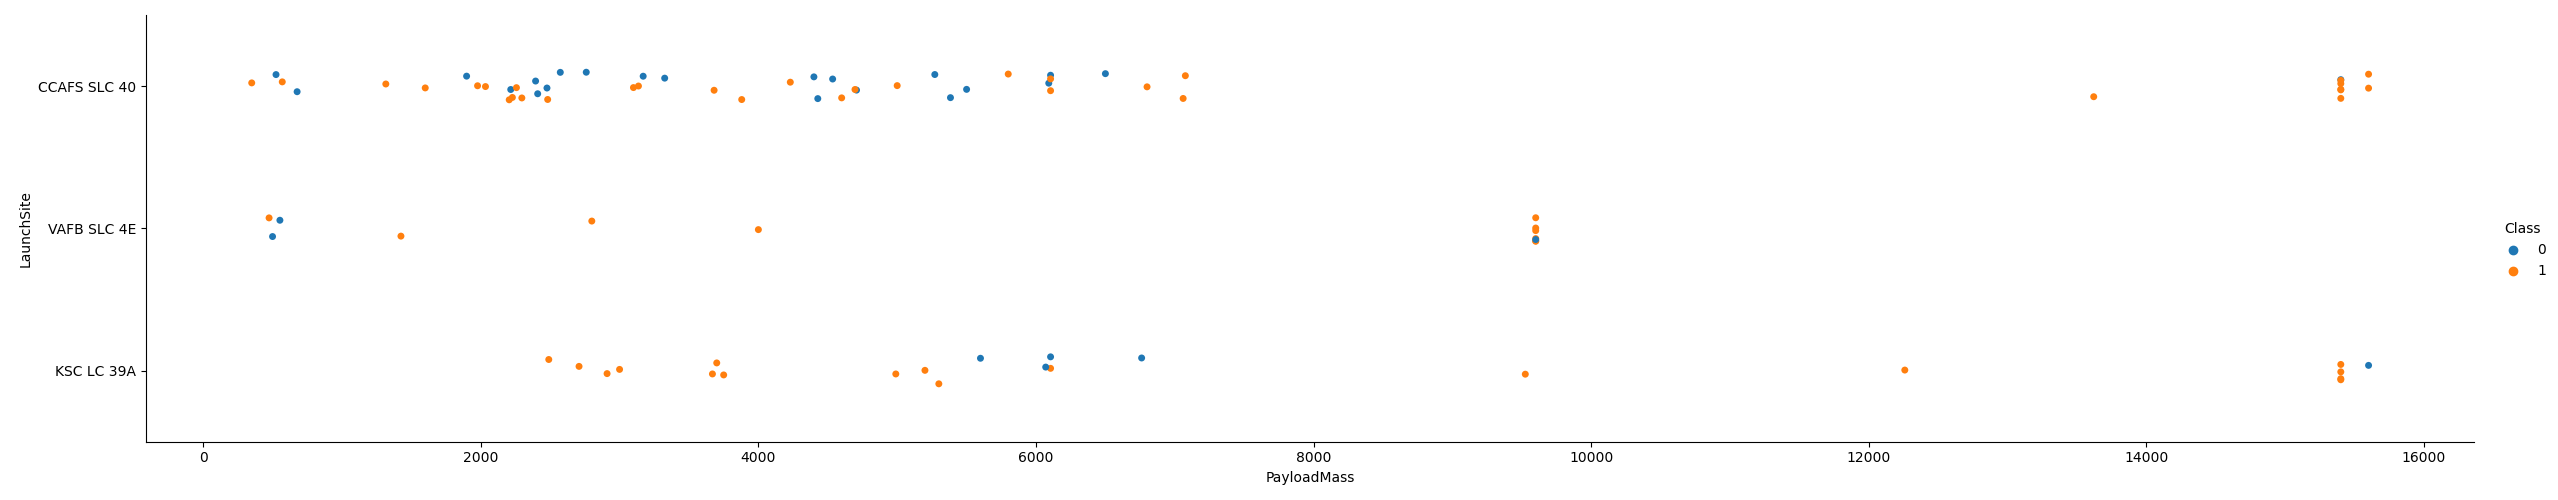 CCAFS SLC 40
VAFB SLC 4E
KSC LC 39A
LaunchSite
0 2000 4000 6000 8000 10000 12000 14000 16000
PayloadMass
Class
0
1